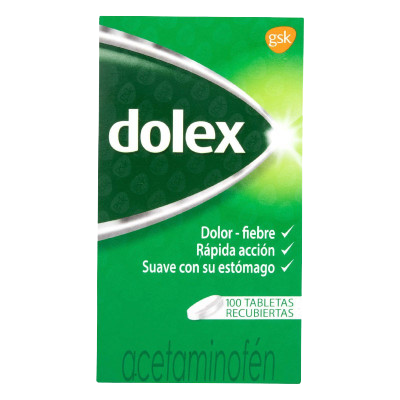 gsk
dolex
Dolor - fiebre ✓
Rápida acción ✓
Suave con su estómago ✓
100 TABLETAS
RECUBIERTAS
acetaminofén